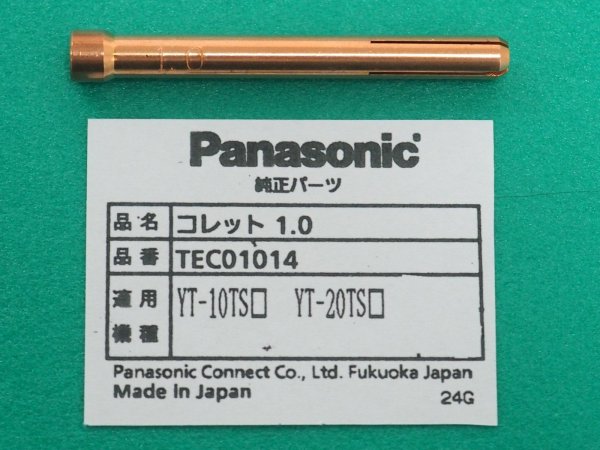 1.0
Panasonic
純正パーツ
品名 コレット 1.0
品番 TEC01014
適用機種 YT-10TS□ YT-20TS□
Panasonic Connect Co., Ltd. Fukuoka Japan
Made in Japan
24G